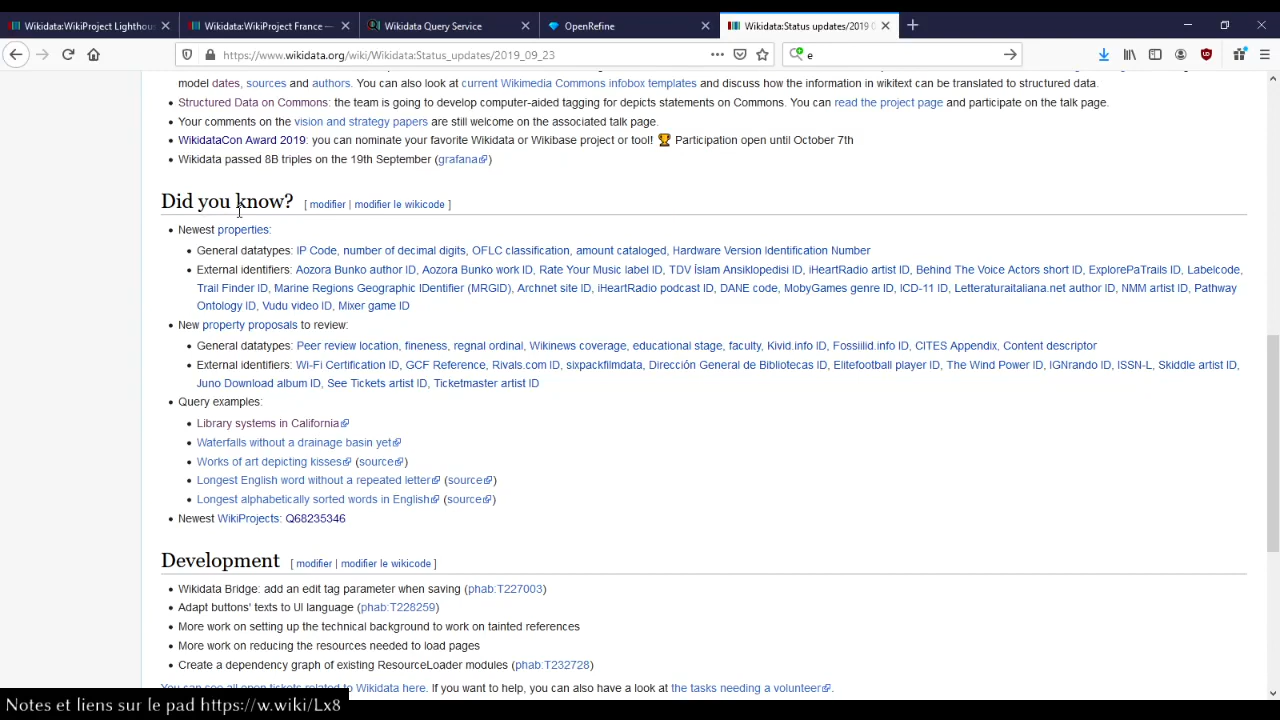 Wikidata:WikiProject Lighthous
Wikidata:WikiProject France —
Wikidata Query Service
OpenRefine
Wikidata:Status updates/2019 0
https://www.wikidata.org/wiki/Wikidata:Status_updates/2019_09_23
e
model dates, sources and authors. You can also look at current Wikimedia Commons infobox templates and discuss how the information in wikitext can be translated to structured data.
Structured Data on Commons: the team is going to develop computer-aided tagging for depicts statements on Commons. You can read the project page and participate on the talk page.
Your comments on the vision and strategy papers are still welcome on the associated talk page.
WikidataCon Award 2019: you can nominate your favorite Wikidata or Wikibase project or tool! 🏆 Participation open until October 7th
Wikidata passed 8B triples on the 19th September (grafana)
Did you know? [ modifier | modifier le wikicode ]
Newest properties:
General datatypes: IP Code, number of decimal digits, OFLC classification, amount cataloged, Hardware Version Identification Number
External identifiers: Aozora Bunko author ID, Aozora Bunko work ID, Rate Your Music label ID, TDV İslam Ansiklopedisi ID, iHeartRadio artist ID, Behind The Voice Actors short ID, ExplorePaTrails ID, Labelcode,
Trail Finder ID, Marine Regions Geographic IDentifier (MRGID), Archnet site ID, iHeartRadio podcast ID, DANE code, MobyGames genre ID, ICD-11 ID, Letteraturaitaliana.net author ID, NMM artist ID, Pathway
Ontology ID, Vudu video ID, Mixer game ID
New property proposals to review:
General datatypes: Peer review location, fineness, regnal ordinal, Wikinews coverage, educational stage, faculty, Kivid.info ID, Fossiilid.info ID, CITES Appendix, Content descriptor
External identifiers: Wi-Fi Certification ID, GCF Reference, Rivals.com ID, sixpackfilmdata, Dirección General de Bibliotecas ID, Elitefootball player ID, The Wind Power ID, IGNrando ID, ISSN-L, Skiddle artist ID,
Juno Download album ID, See Tickets artist ID, Ticketmaster artist ID
Query examples:
Library systems in California
Waterfalls without a drainage basin yet
Works of art depicting kisses (source)
Longest English word without a repeated letter (source)
Longest alphabetically sorted words in English (source)
Newest WikiProjects: Q68235346
Development [ modifier | modifier le wikicode ]
Wikidata Bridge: add an edit tag parameter when saving (phab:T227003)
Adapt buttons' texts to UI language (phab:T228259)
More work on setting up the technical background to work on tainted references
More work on reducing the resources needed to load pages
Create a dependency graph of existing ResourceLoader modules (phab:T232728)
You can see all open tickets related to Wikidata here. If you want to help, you can also have a look at the tasks needing a volunteer.
Notes et liens sur le pad https://w.wiki/Lx8